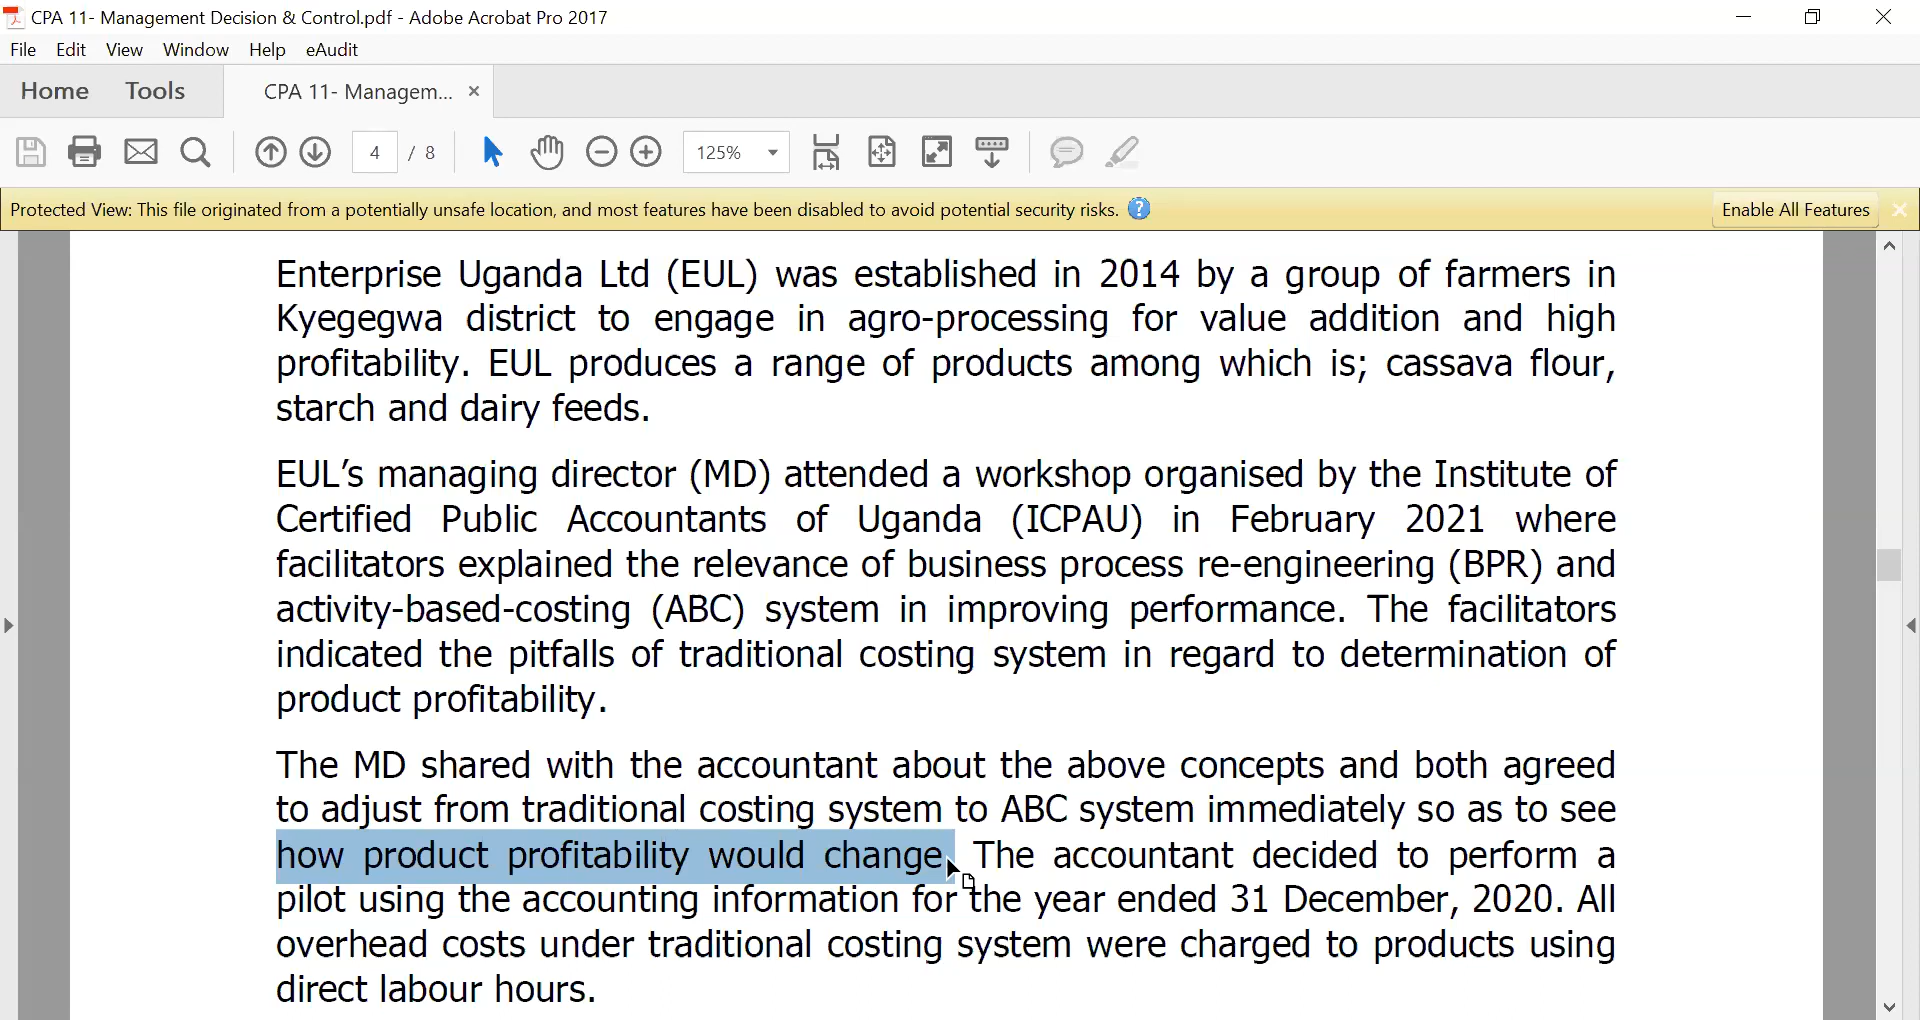 CPA 11- Management Decision & Control.pdf - Adobe Acrobat Pro 2017
File Edit View Window Help eAudit
Home Tools CPA 11- Managem... ×
4 / 8 125%
Protected View: This file originated from a potentially unsafe location, and most features have been disabled to avoid potential security risks. ? Enable All Features
Enterprise Uganda Ltd (EUL) was established in 2014 by a group of farmers in
Kyegegwa district to engage in agro-processing for value addition and high
profitability. EUL produces a range of products among which is; cassava flour,
starch and dairy feeds.
EUL’s managing director (MD) attended a workshop organised by the Institute of
Certified Public Accountants of Uganda (ICPAU) in February 2021 where
facilitators explained the relevance of business process re-engineering (BPR) and
activity-based-costing (ABC) system in improving performance. The facilitators
indicated the pitfalls of traditional costing system in regard to determination of
product profitability.
The MD shared with the accountant about the above concepts and both agreed
to adjust from traditional costing system to ABC system immediately so as to see
how product profitability would change. The accountant decided to perform a
pilot using the accounting information for the year ended 31 December, 2020. All
overhead costs under traditional costing system were charged to products using
direct labour hours.